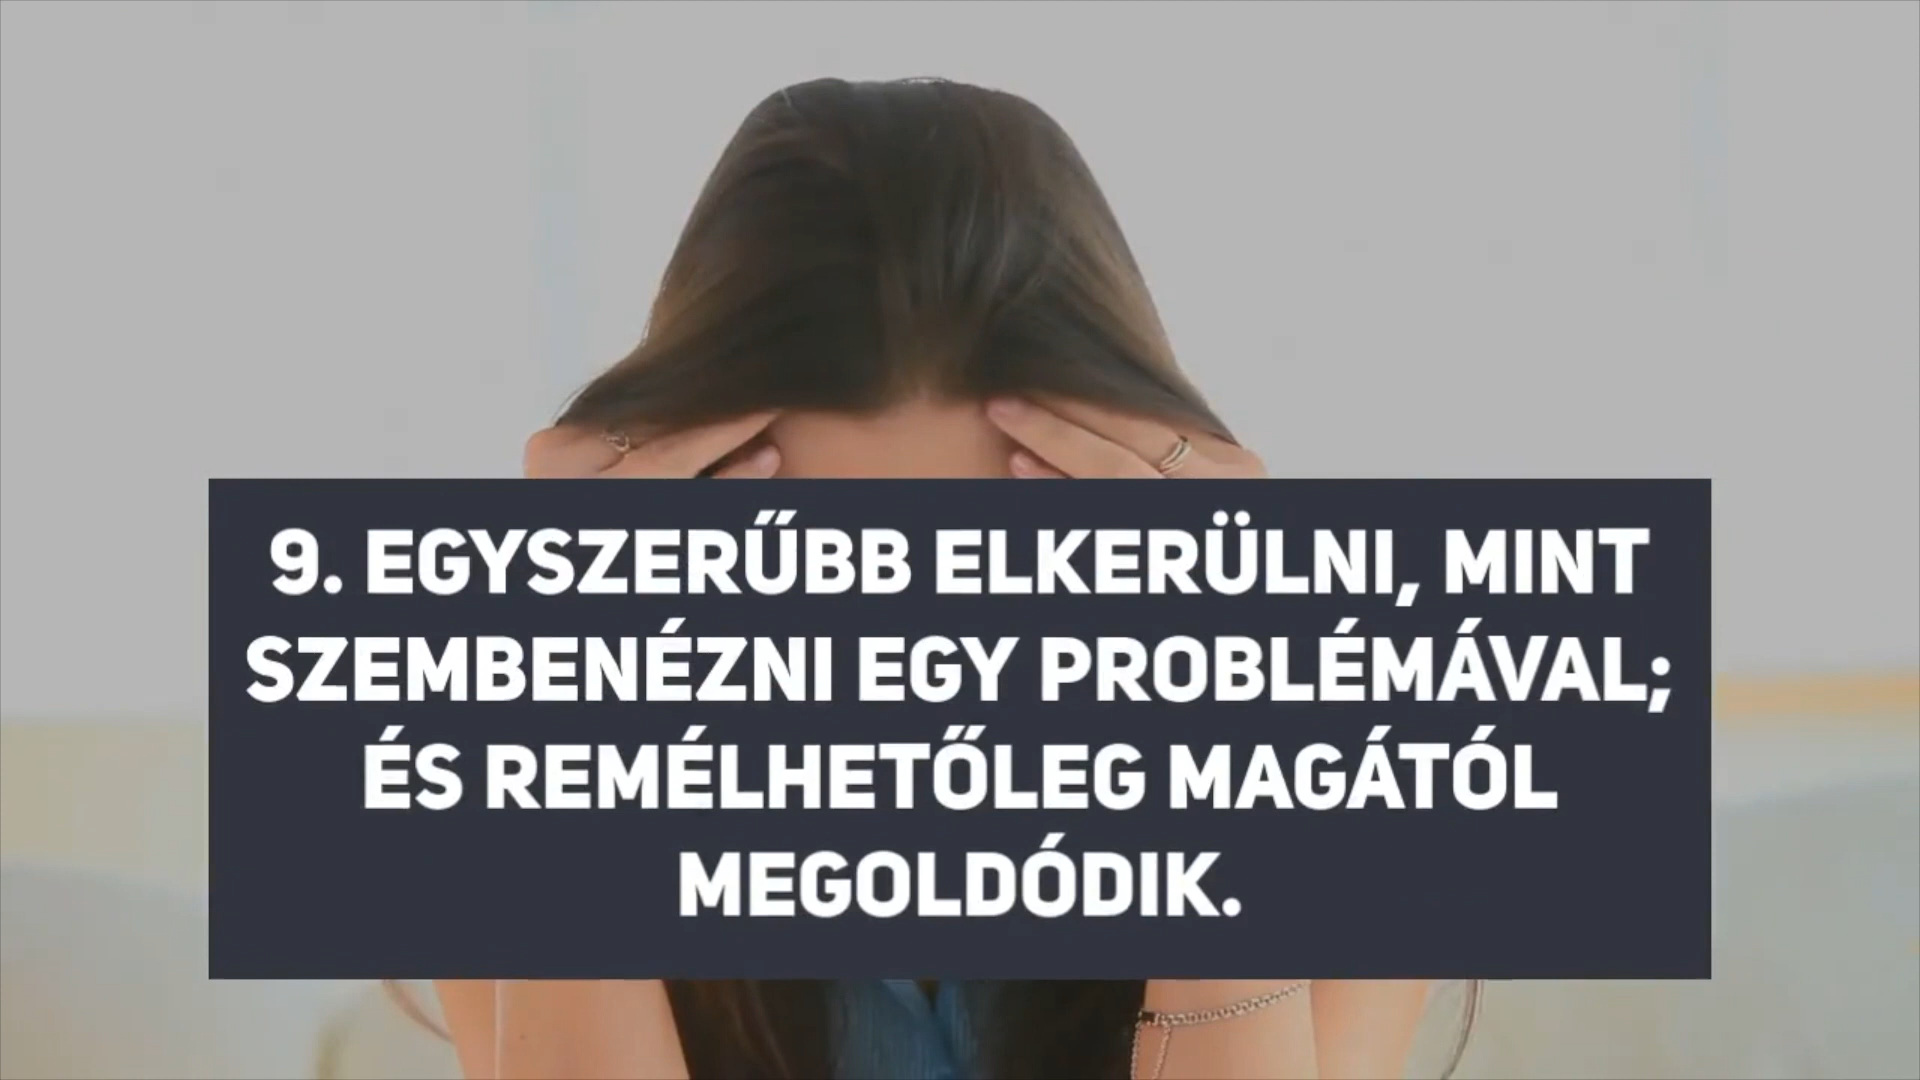 9. EGYSZERŰBB ELKERÜLNI, MINT
SZEMBENÉZNI EGY PROBLÉMÁVAL;
ÉS REMÉLHETŐLEG MAGÁTÓL
MEGOLDÓDIK.